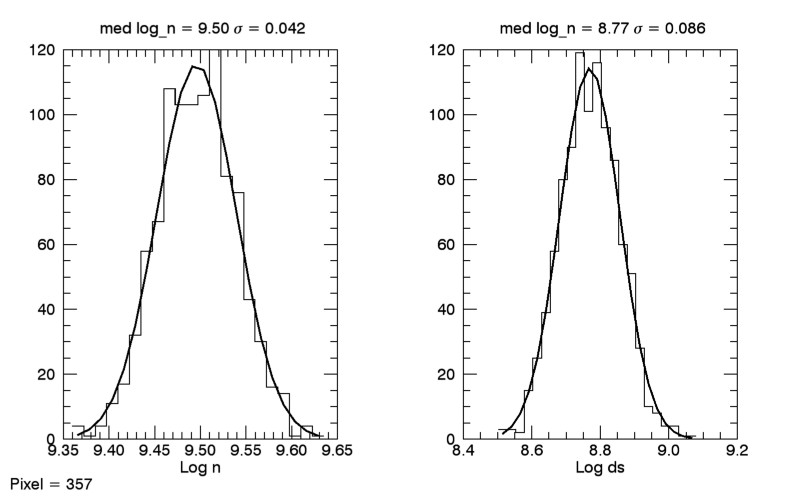 med log_n = 9.50 σ = 0.042
120
100
80
60
40
20
0
9.35 9.40 9.45 9.50 9.55 9.60 9.65
Log n
med log_n = 8.77 σ = 0.086
120
100
80
60
40
20
0
8.4 8.6 8.8 9.0 9.2
Log ds
Pixel = 357